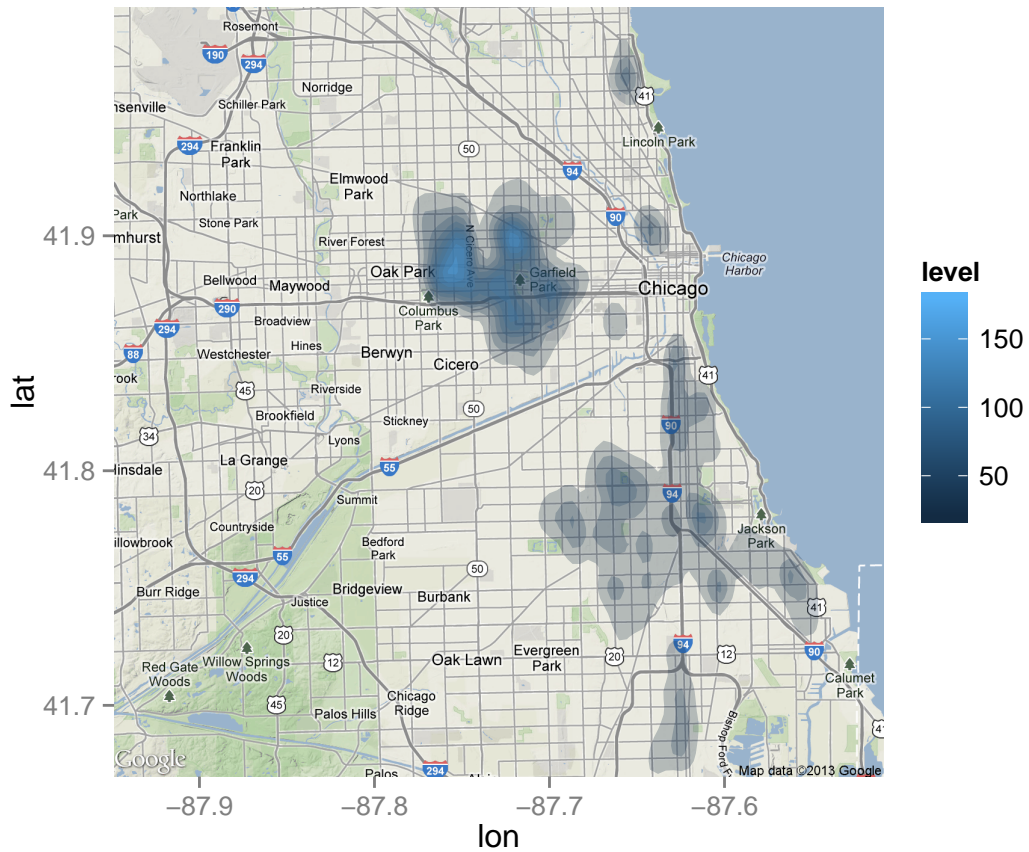 Rosemont
190
294
41
Norridge
nsenville
Schiller Park
Lincoln Park
294
Franklin
Park
50
94
Elmwood
Park
Northlake
Park
Stone Park
90
41.9
mhurst
River Forest
N Cicero Ave
Chicago
Harbor
Oak Park
Garfield
Park
Bellwood
Maywood
Chicago
290
Columbus
Park
Broadview
294
88
Westchester
Hines
Berwyn
Cicero
rook
41
45
Riverside
Brookfield
50
Stickney
90
34
Lyons
41.8
linsdale
La Grange
55
20
Summit
94
Countryside
Jackson
Park
illowbrook
Bedford
Park
55
294
50
Burr Ridge
Justice
Bridgeview
Burbank
41
20
Red Gate
Woods
Willow Springs
Woods
12
Oak Lawn
Evergreen
Park
20
94
12
90
Calumet
Park
41.7
45
Palos Hills
Chicago
Ridge
Bishop Ford F
Google
Palos
294
Map data ©2013 Google
−87.9
−87.8
−87.7
−87.6
lon
lat
level
150
100
50